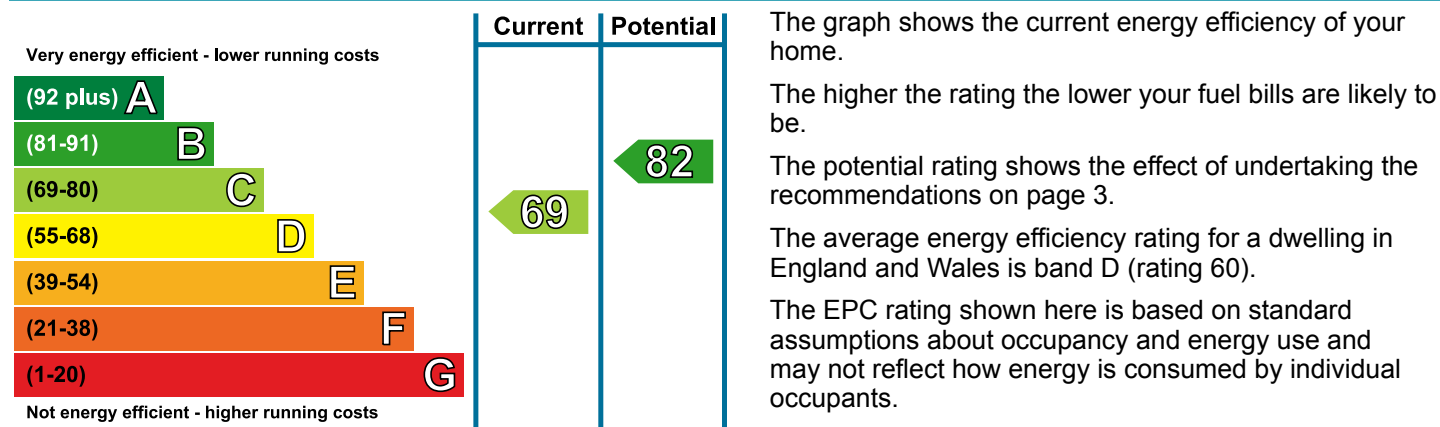 Current Potential
Very energy efficient - lower running costs
(92 plus) A
(81-91) B
82
(69-80) C
69
(55-68) D
(39-54) E
(21-38) F
(1-20) G
Not energy efficient - higher running costs
The graph shows the current energy efficiency of your
home.
The higher the rating the lower your fuel bills are likely to
be.
The potential rating shows the effect of undertaking the
recommendations on page 3.
The average energy efficiency rating for a dwelling in
England and Wales is band D (rating 60).
The EPC rating shown here is based on standard
assumptions about occupancy and energy use and
may not reflect how energy is consumed by individual
occupants.